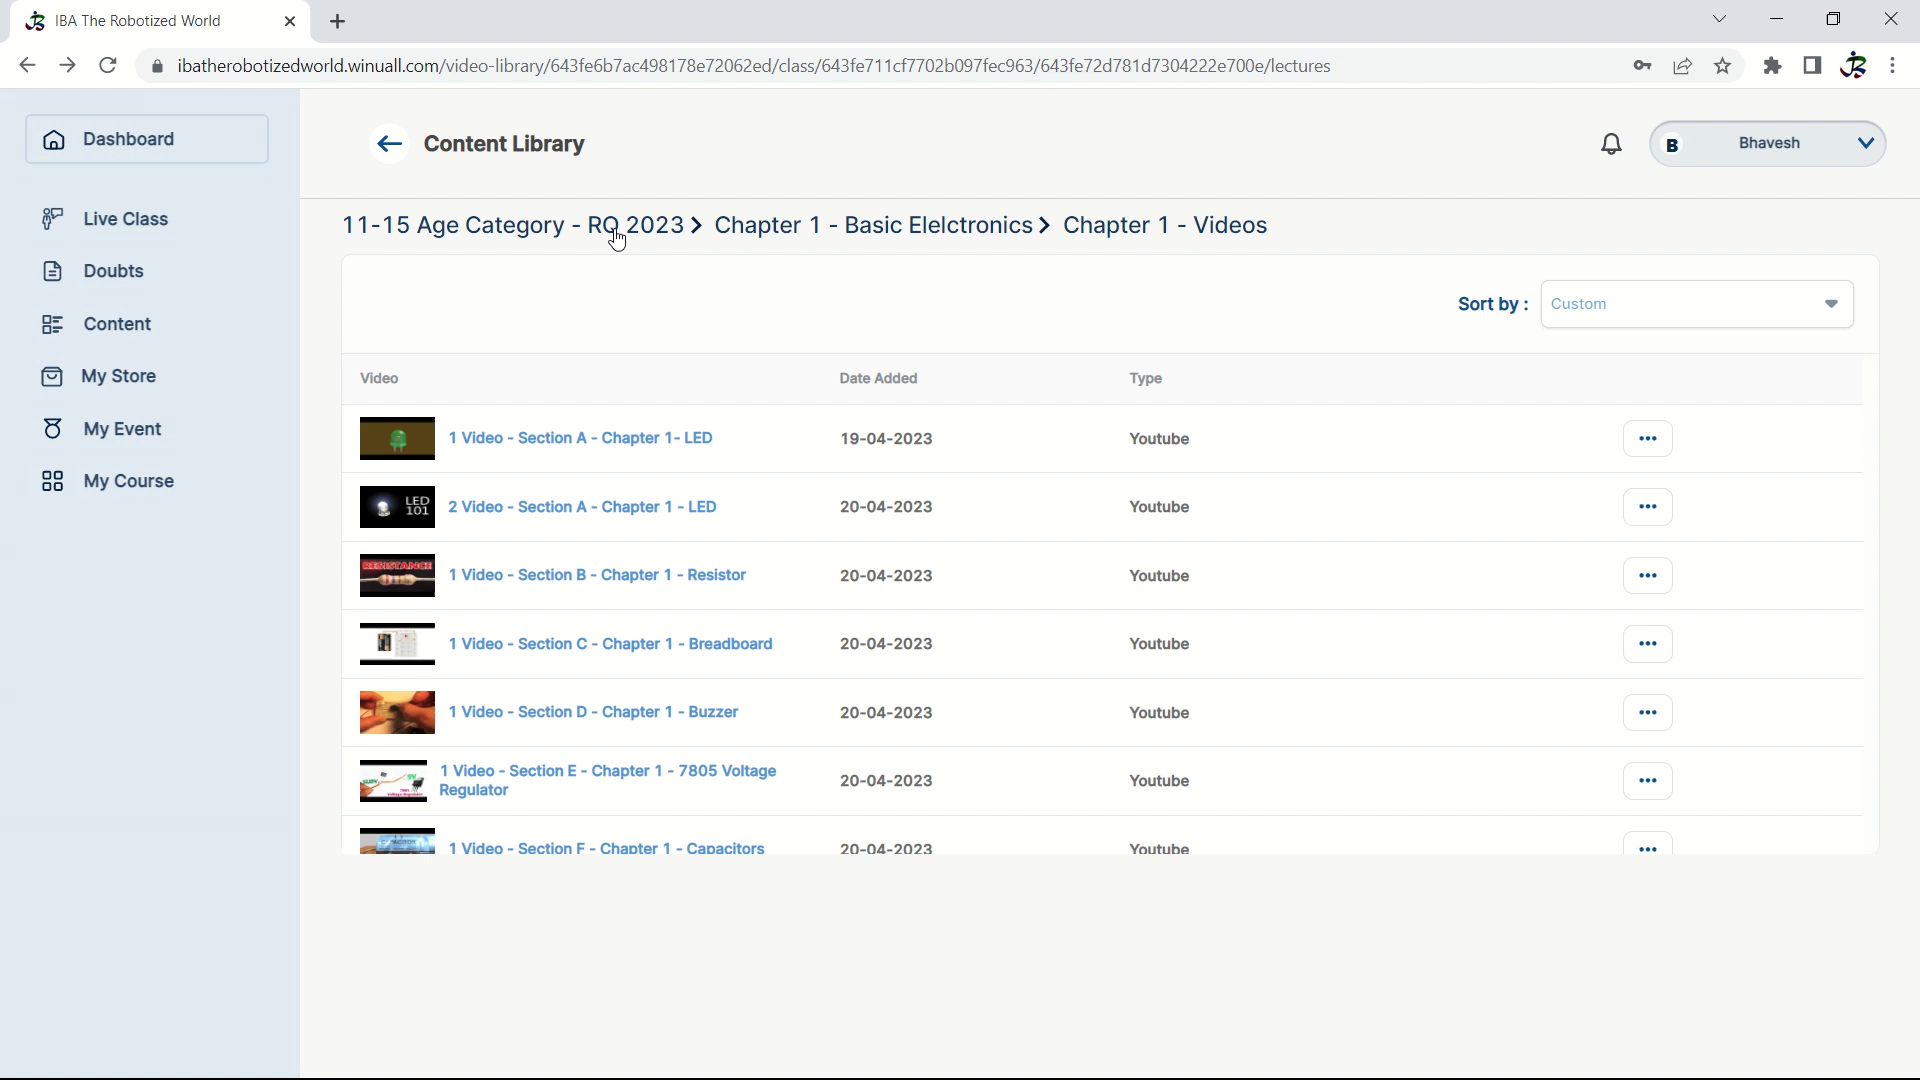 IBA The Robotized World
ibatherobotizedworld.winuall.com/video-library/643fe6b7ac498178e72062ed/class/643fe711cf7702b097fec963/643fe72d781d7304222e700e/lectures
Dashboard
Content Library
B Bhavesh
Live Class
Doubts
Content
My Store
My Event
My Course
11-15 Age Category - RO 2023 > Chapter 1 - Basic Elelctronics > Chapter 1 - Videos
Sort by : Custom
Video Date Added Type
1 Video - Section A - Chapter 1- LED 19-04-2023 Youtube
LED
101
2 Video - Section A - Chapter 1 - LED 20-04-2023 Youtube
RESISTANCE
1 Video - Section B - Chapter 1 - Resistor 20-04-2023 Youtube
1 Video - Section C - Chapter 1 - Breadboard 20-04-2023 Youtube
1 Video - Section D - Chapter 1 - Buzzer 20-04-2023 Youtube
1 Video - Section E - Chapter 1 - 7805 Voltage
Regulator 20-04-2023 Youtube
1 Video - Section F - Chapter 1 - Capacitors 20-04-2023 Youtube